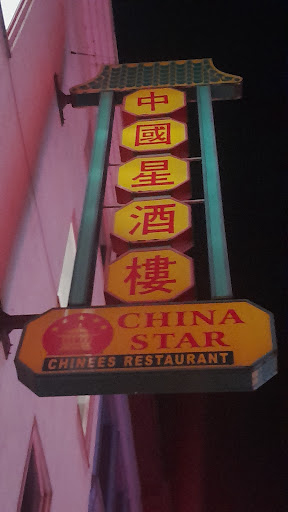 中
國
星
酒
樓
CHINA
STAR
CHINEES RESTAURANT